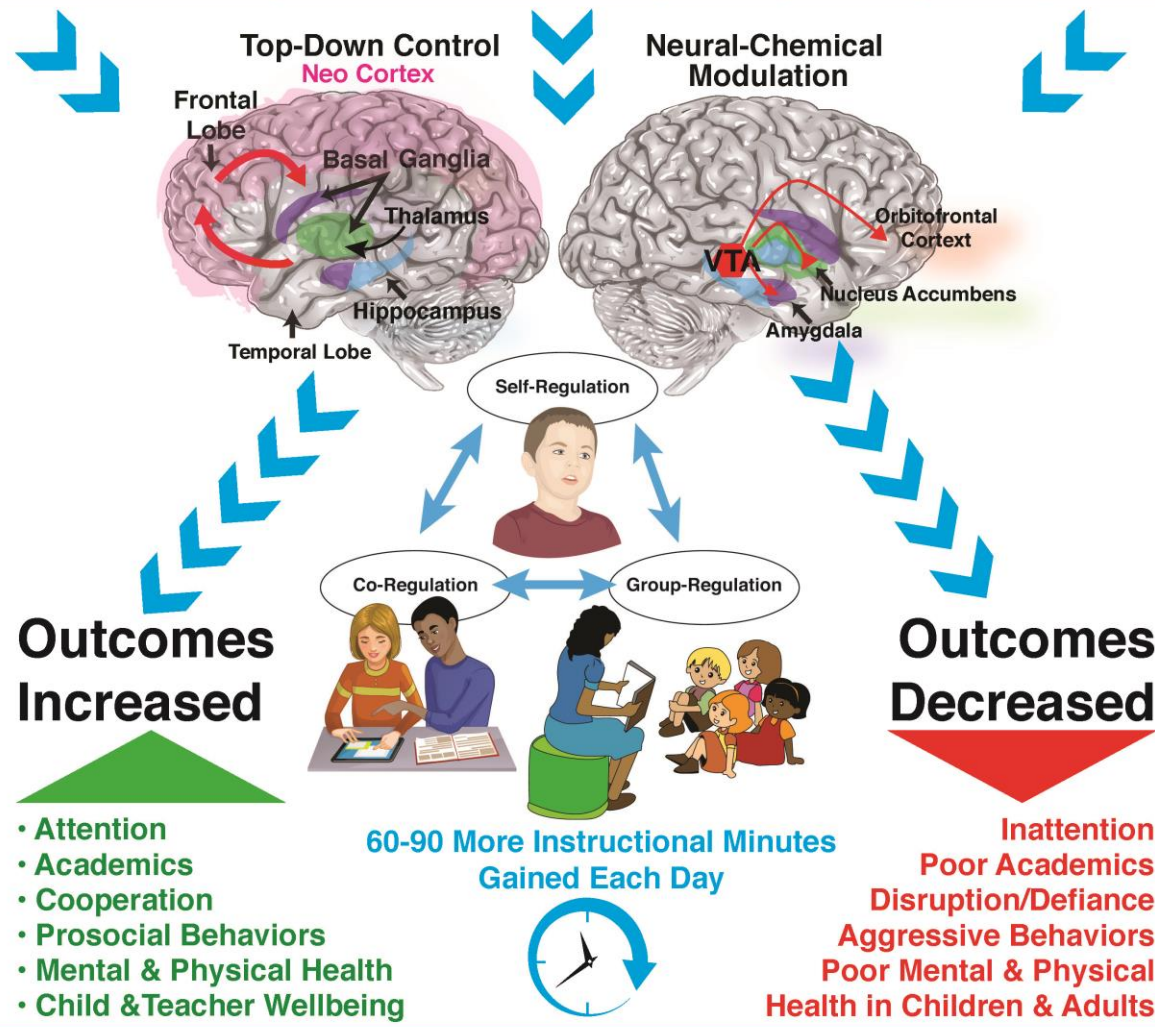 Top-Down Control
Neo Cortex
Frontal
Lobe
Basal Ganglia
Thalamus
Hippocampus
Temporal Lobe
Neural-Chemical
Modulation
Orbitofrontal
Cortext
VTA
Nucleus Accumbens
Amygdala
Self-Regulation
Co-Regulation
Group-Regulation
Outcomes
Increased
• Attention
• Academics
• Cooperation
• Prosocial Behaviors
• Mental & Physical Health
• Child &Teacher Wellbeing
60-90 More Instructional Minutes
Gained Each Day
Outcomes
Decreased
Inattention
Poor Academics
Disruption/Defiance
Aggressive Behaviors
Poor Mental & Physical
Health in Children & Adults